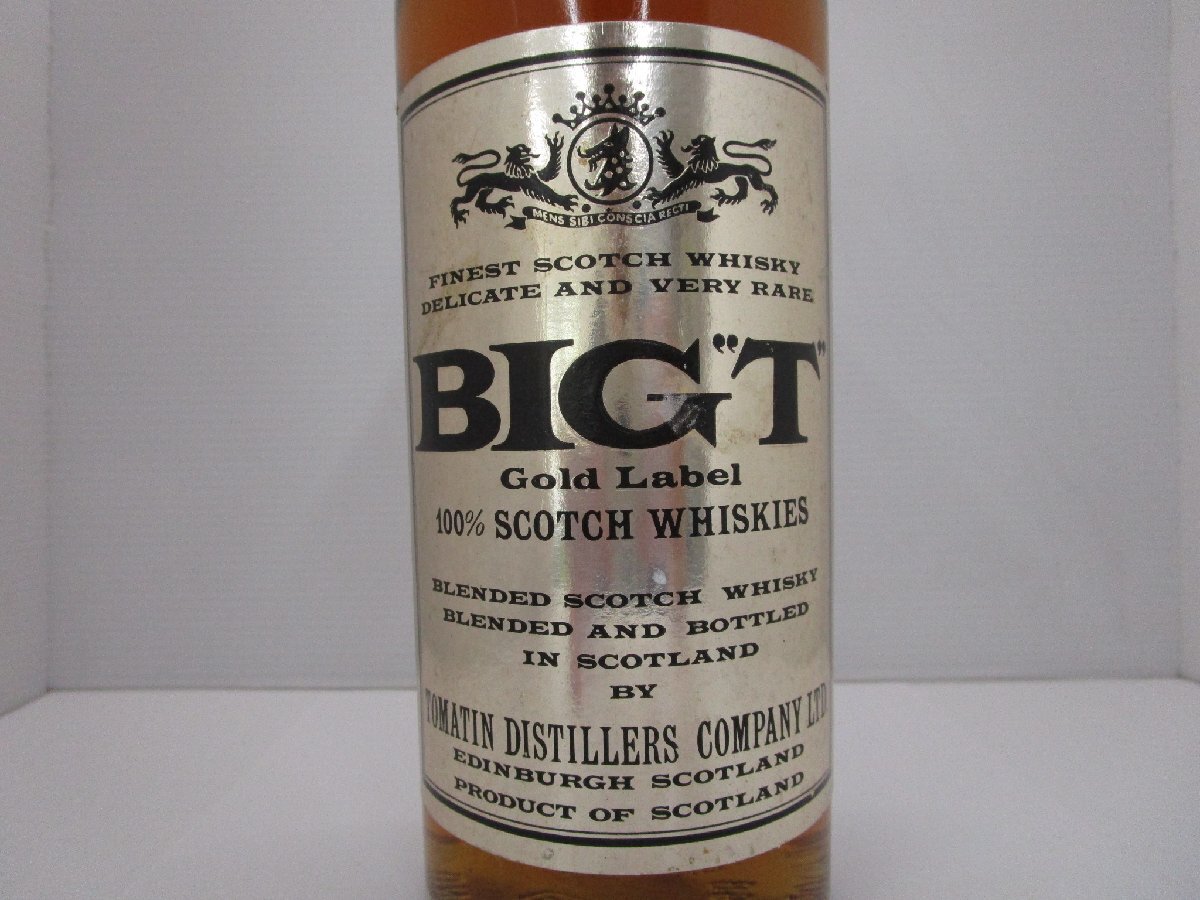 MENS SIBI CONSCIA RECTI
FINEST SCOTCH WHISKY
DELICATE AND VERY RARE
BIG "T"
Gold Label
100% SCOTCH WHISKIES
BLENDED SCOTCH WHISKY
BLENDED AND BOTTLED
IN SCOTLAND
BY
TOMATIN DISTILLERS COMPANY LTD
EDINBURGH SCOTLAND
PRODUCT OF SCOTLAND